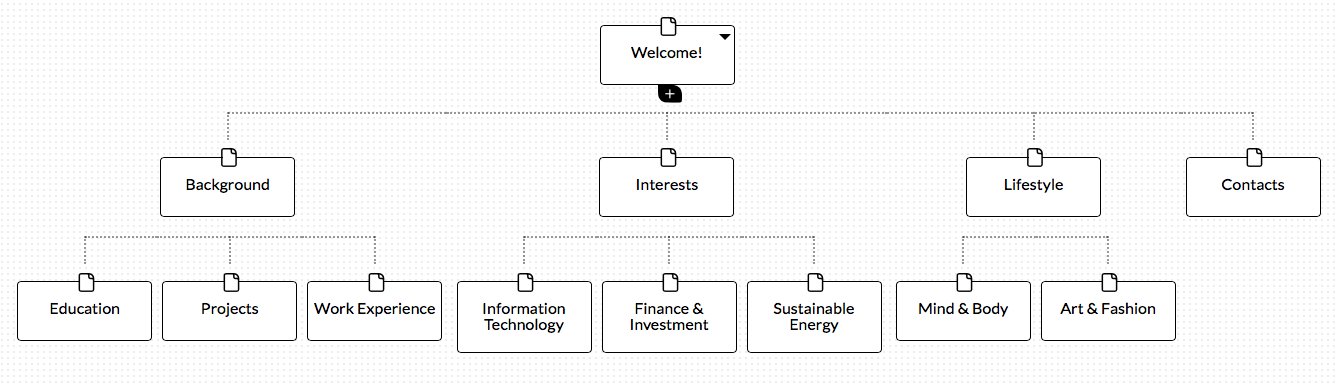 Welcome!
+
Background
Interests
Lifestyle
Contacts
Education
Projects
Work Experience
Information
Technology
Finance &
Investment
Sustainable
Energy
Mind & Body
Art & Fashion